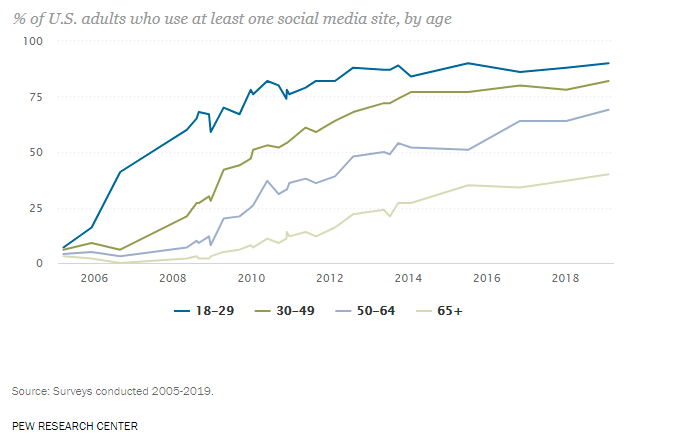 % of U.S. adults who use at least one social media site, by age
100
75
50
25
0
2006 2008 2010 2012 2014 2016 2018
18–29 30–49 50–64 65+
Source: Surveys conducted 2005-2019.
PEW RESEARCH CENTER